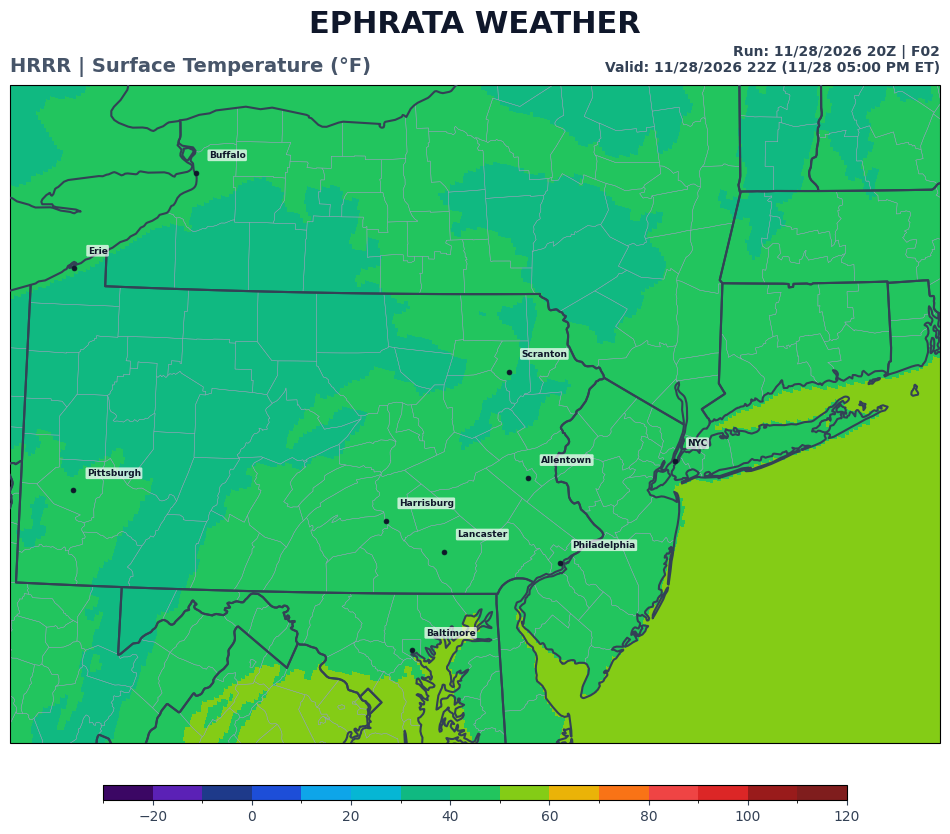 EPHRATA WEATHER
HRRR | Surface Temperature (°F)
Run: 11/28/2026 20Z | F02
Valid: 11/28/2026 22Z (11/28 05:00 PM ET)
Buffalo
Erie
Scranton
NYC
Allentown
Pittsburgh
Harrisburg
Lancaster
Philadelphia
Baltimore
−20 0 20 40 60 80 100 120